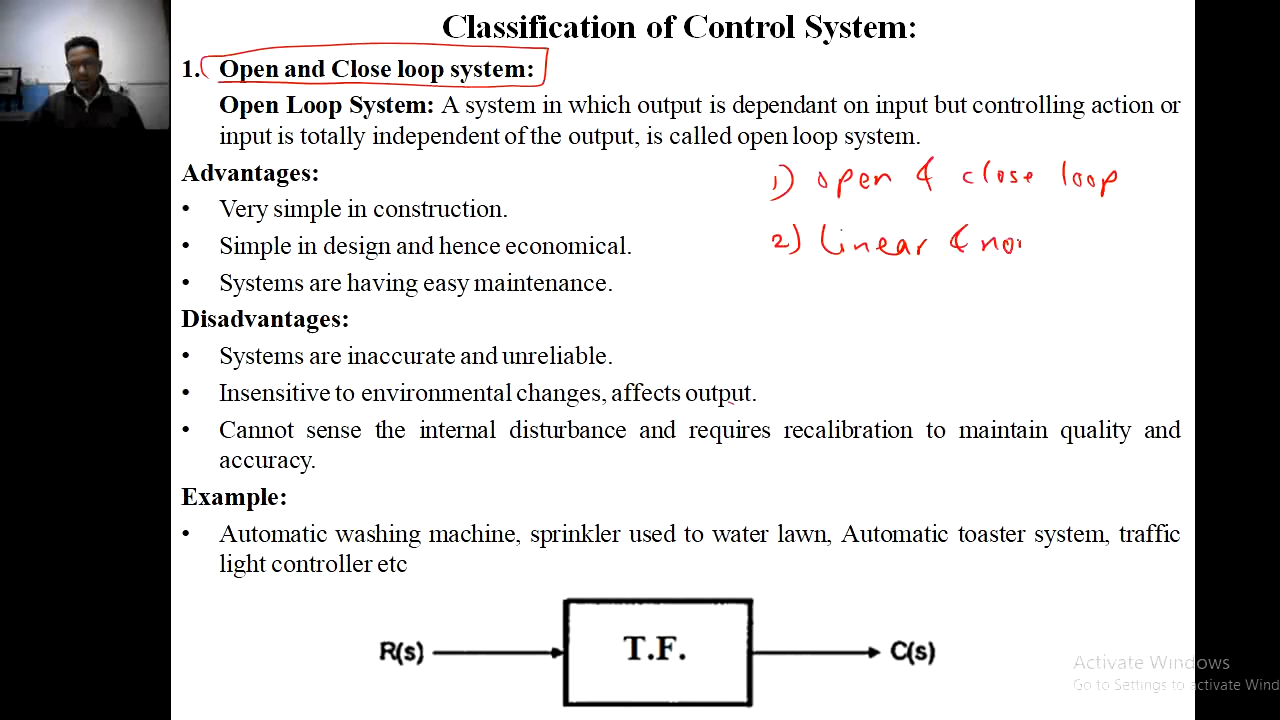 Classification of Control System:
1. Open and Close loop system:
Open Loop System: A system in which output is dependant on input but controlling action or
input is totally independent of the output, is called open loop system.
Advantages:
1) open & close loop
• Very simple in construction.
2) linear & non
• Simple in design and hence economical.
• Systems are having easy maintenance.
Disadvantages:
• Systems are inaccurate and unreliable.
• Insensitive to environmental changes, affects output.
• Cannot sense the internal disturbance and requires recalibration to maintain quality and
accuracy.
Example:
• Automatic washing machine, sprinkler used to water lawn, Automatic toaster system, traffic
light controller etc
R(s) T.F. C(s)
Activate Windows
Go to Settings to activate Wind